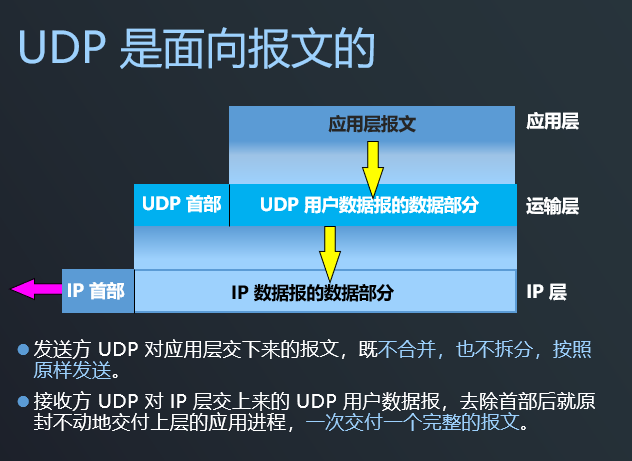 UDP 是面向报文的
应用层报文
应用层
UDP 首部
UDP 用户数据报的数据部分
运输层
IP 首部
IP 数据报的数据部分
IP 层
发送方 UDP 对应用层交下来的报文，既不合并，也不拆分，按照
原样发送。
接收方 UDP 对 IP 层交上来的 UDP 用户数据报，去除首部后就原
封不动地交付上层的应用进程，一次交付一个完整的报文。